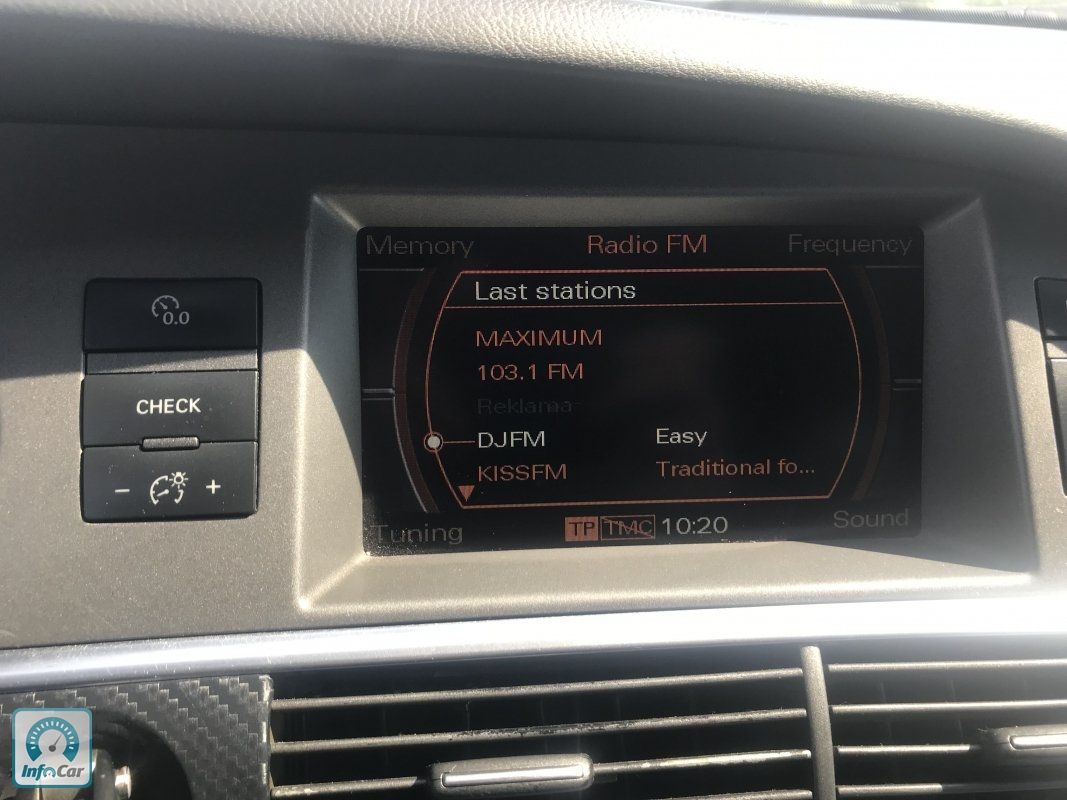 Memory Radio FM Frequency
Last stations
MAXIMUM
103.1 FM
Reklama-
DJFM Easy
KISSFM Traditional fo...
Tuning TP TMC 10:20 Sound
0.0
CHECK
- +
InfoCar